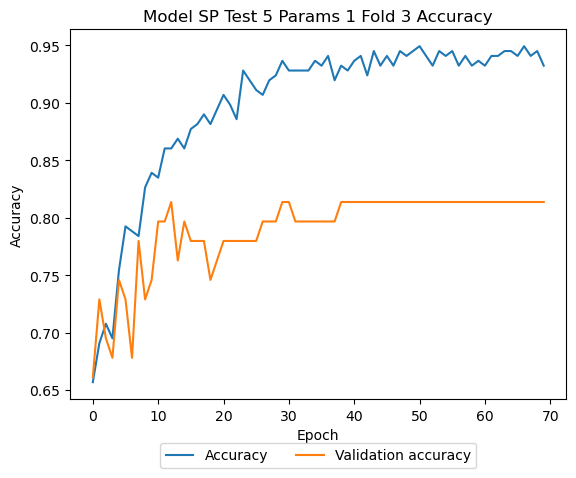 Model SP Test 5 Params 1 Fold 3 Accuracy
0.95
0.90
0.85
0.80
0.75
0.70
0.65
Accuracy
0 10 20 30 40 50 60 70
Epoch
Accuracy Validation accuracy